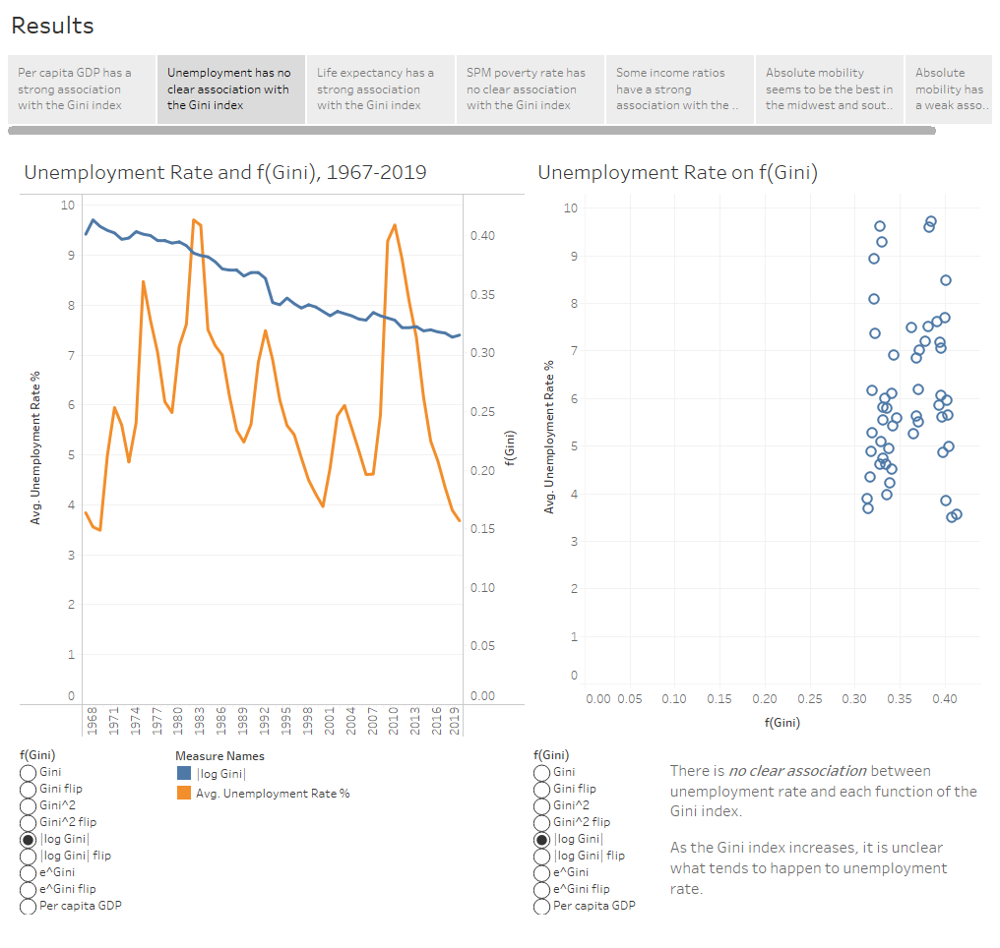 Results
Per capita GDP has a
strong association
with the Gini index
Unemployment has no
clear association with
the Gini index
Life expectancy has a
strong association
with the Gini index
SPM poverty rate has
no clear association
with the Gini index
Some income ratios
have a strong
association with the ..
Absolute mobility
seems to be the best in
the midwest and sout..
Absolute
mobility has
a weak asso..
Unemployment Rate and f(Gini), 1967-2019
10
9
8
7
6
5
4
3
2
1
0
Avg. Unemployment Rate %
0.40
0.35
0.30
0.25
0.20
0.15
0.10
0.05
0.00
f(Gini)
1968
1971
1974
1977
1980
1983
1986
1989
1992
1995
1998
2001
2004
2007
2010
2013
2016
2019
Unemployment Rate on f(Gini)
10
9
8
7
6
5
4
3
2
1
0
Avg. Unemployment Rate %
0.00 0.05 0.10 0.15 0.20 0.25 0.30 0.35 0.40
f(Gini)
f(Gini)
Gini
Gini flip
Gini^2
Gini^2 flip
|log Gini|
|log Gini| flip
e^Gini
e^Gini flip
Per capita GDP
Measure Names
|log Gini|
Avg. Unemployment Rate %
f(Gini)
Gini
Gini flip
Gini^2
Gini^2 flip
|log Gini|
|log Gini| flip
e^Gini
e^Gini flip
Per capita GDP
There is no clear association between
unemployment rate and each function of the
Gini index.
As the Gini index increases, it is unclear
what tends to happen to unemployment
rate.